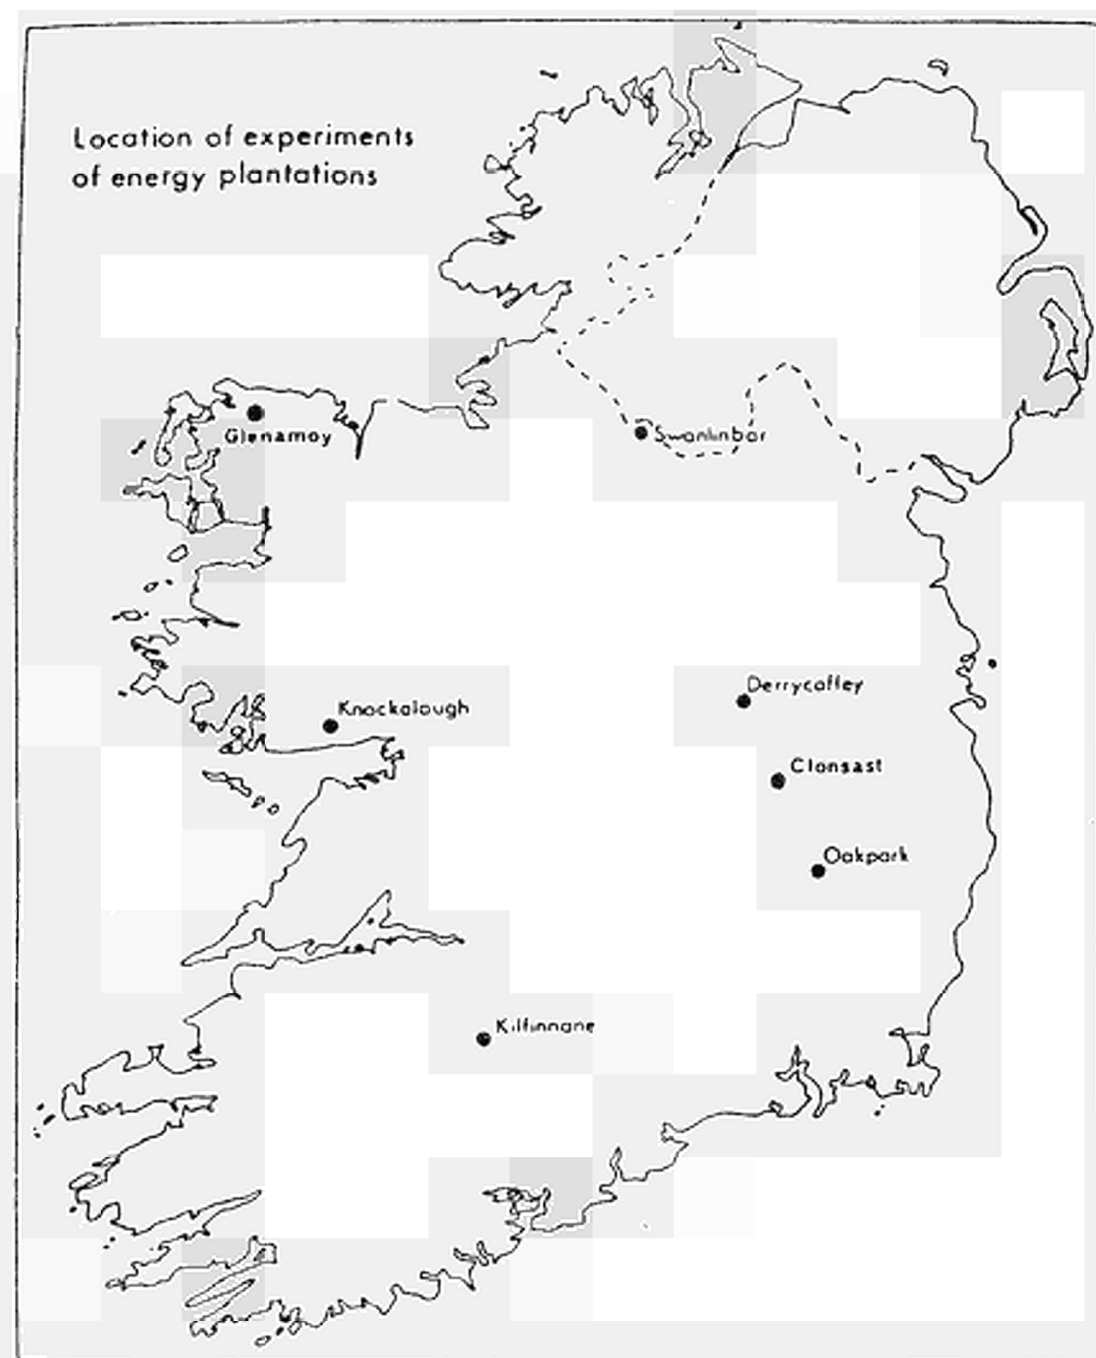 Location of experiments
of energy plantations
Glenamoy
Swanlinbar
Knockalough
Derrycoffey
Clonsast
Oakpark
Kilfinnane